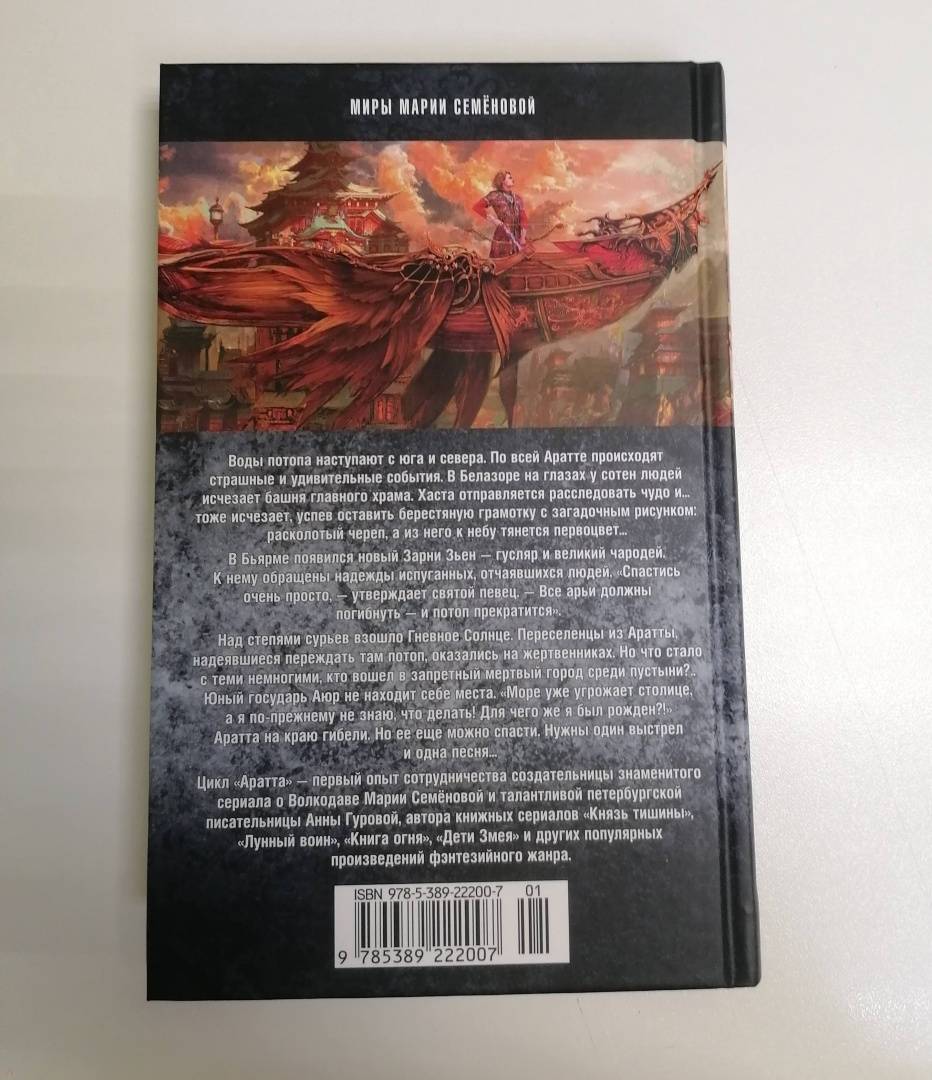 МИРЫ МАРИИ СЕМЁНОВОЙ
Воды потопа наступают с юга и севера. По всей Аратте происходят
страшные и удивительные события. В Белазоре на глазах у сотен людей
исчезает башня главного храма. Хаста отправляется расследовать чудо и...
тоже исчезает, успев оставить берестяную грамотку с загадочным рисунком:
расколотый череп, а из него к небу тянется первоцвет...
В Бьярме появился новый Зарни Зьен — гусляр и великий чародей.
К нему обращены надежды испуганных, отчаявшихся людей. «Спастись
очень просто, — утверждает святой певец. — Все арьи должны
погибнуть — и потоп прекратится».
Над степями сурьев взошло Гневное Солнце. Переселенцы из Аратты,
надеявшиеся переждать там потоп, оказались на жертвенниках. Но что стало
с теми немногими, кто вошел в запретный мертвый город среди пустыни?..
Юный государь Аюр не находит себе места. «Море уже угрожает столице,
а я по-прежнему не знаю, что делать! Для чего же я был рожден?!»
Аратта на краю гибели. Но ее еще можно спасти. Нужны один выстрел
и одна песня...
Цикл «Аратта» — первый опыт сотрудничества создательницы знаменитого
сериала о Волкодаве Марии Семёновой и талантливой петербургской
писательницы Анны Гуровой, автора книжных сериалов «Князь тишины»,
«Лунный воин», «Книга огня», «Дети Змея» и других популярных
произведений фэнтезийного жанра.
ISBN 978-5-389-22200-7 01
9 785389 222007